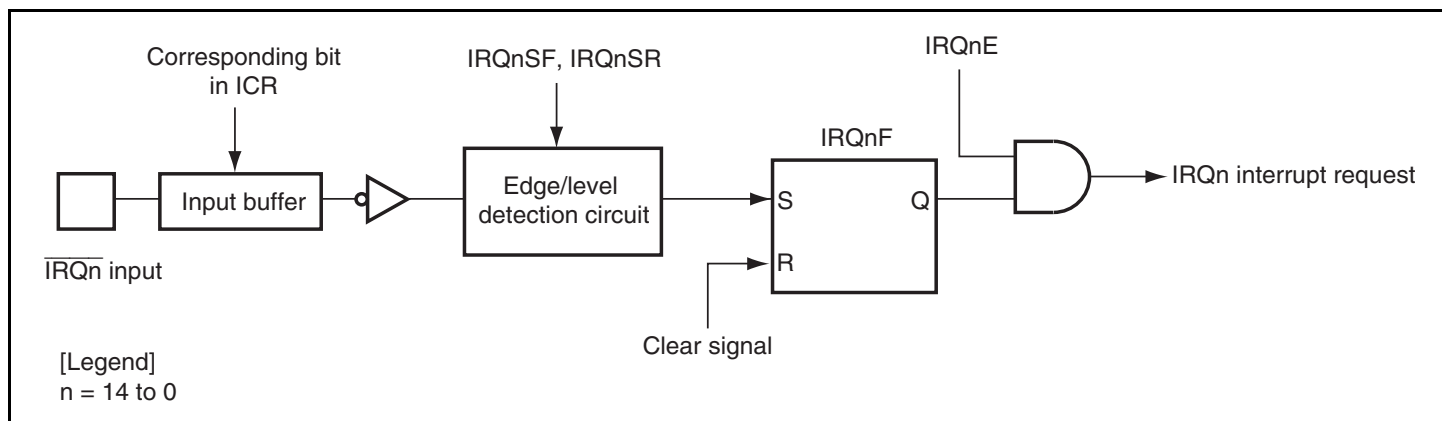 Corresponding bit
in ICR
IRQnSF, IRQnSR
IRQnE
IRQnF
Input buffer
Edge/level
detection circuit
S
Q
R
IRQn interrupt request
I̅R̅Q̅n̅ input
Clear signal
[Legend]
n = 14 to 0